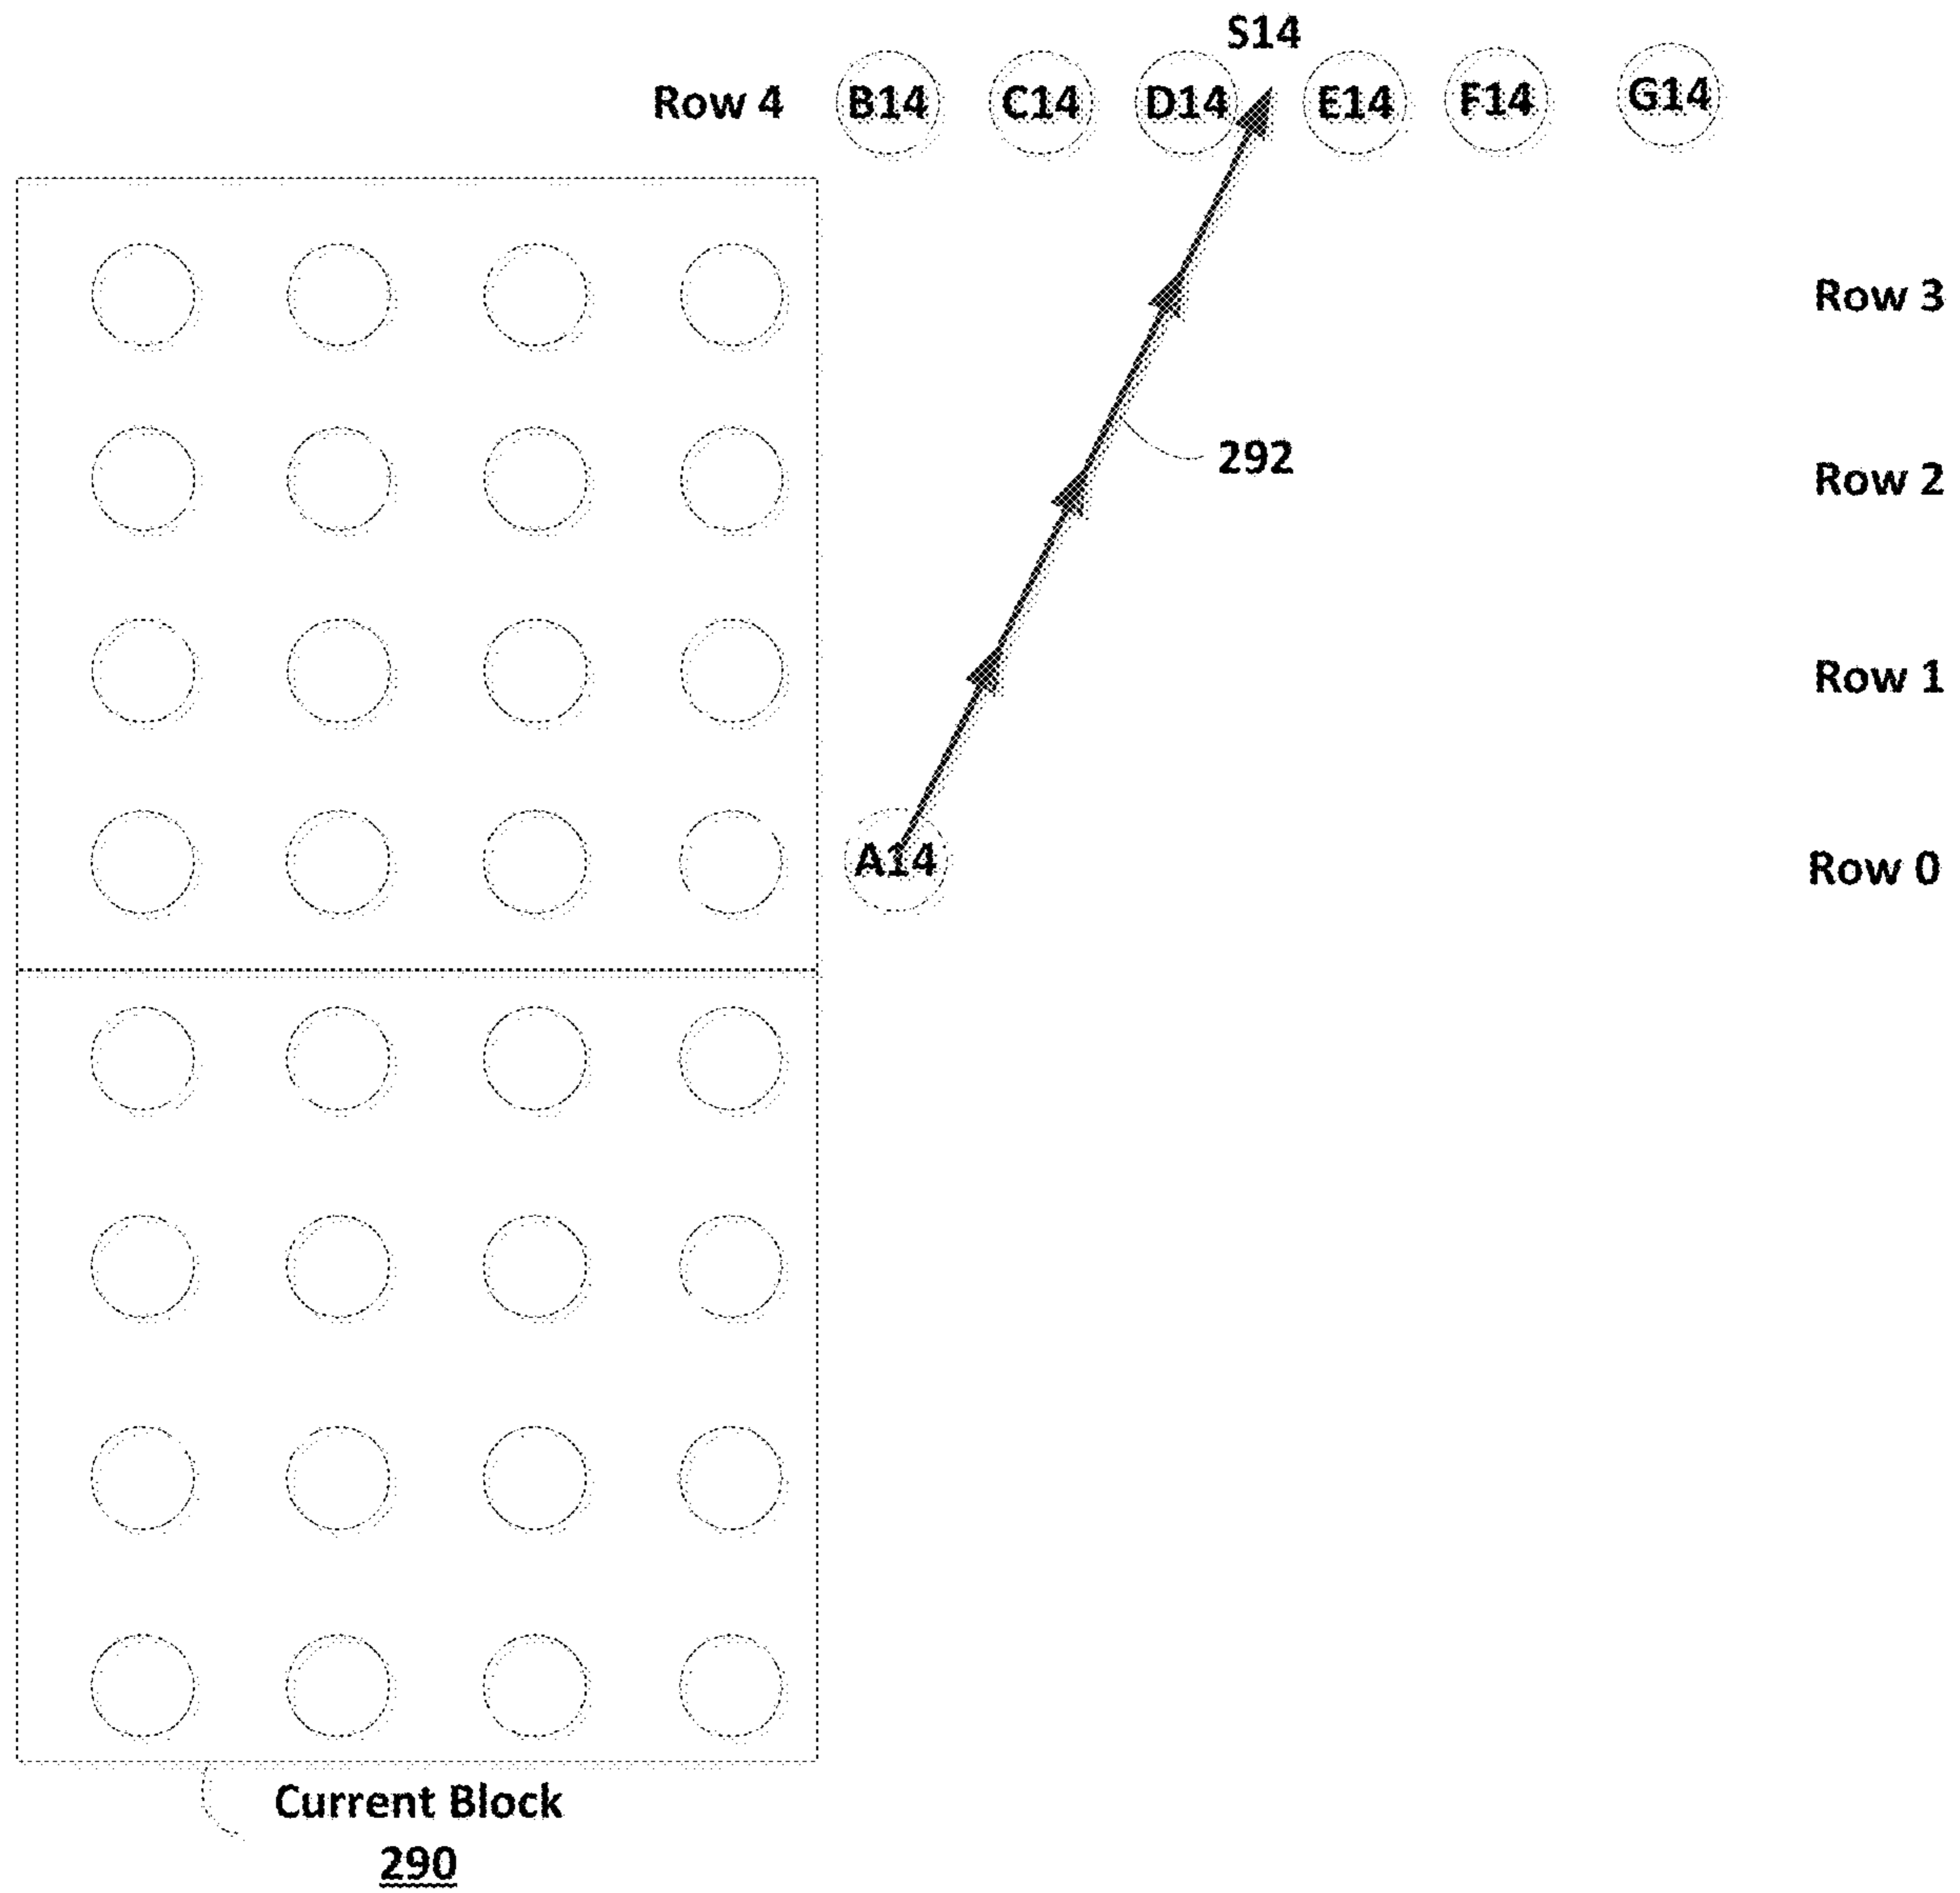 S14
Row 4 B14 C14 D14 E14 F14 G14
Row 3
292
Row 2
Row 1
A14
Row 0
Current Block
290